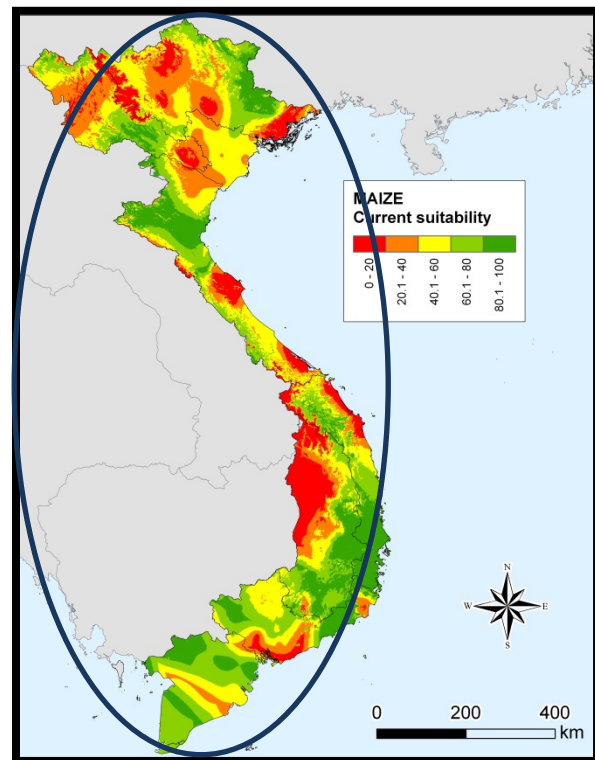 MAIZE
Current suitability
0 - 20
20.1 - 40
40.1 - 60
60.1 - 80
80.1 - 100
N
W E
S
0 200 400
km